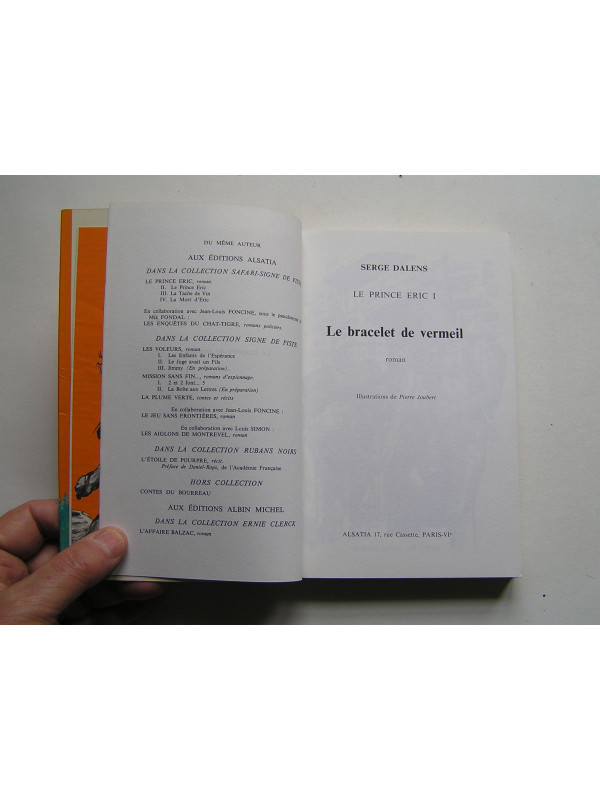 DU MÊME AUTEUR
AUX ÉDITIONS ALSATIA
DANS LA COLLECTION SAFARI-SIGNE DE PISTE
LE PRINCE ERIC, roman
II. Le Prince Eric
III. La Tache de Vin
IV. La Mort d'Eric
En collaboration avec Jean-Louis FONCINE, sous le pseudonyme
Mik FONDAL :
LES ENQUÊTES DU CHAT-TIGRE, romans policiers.
DANS LA COLLECTION SIGNE DE PISTE
LES VOLEURS, roman
I. Les Enfants de l'Espérance
II. Le Juge avait un Fils
III. Jimmy (En préparation).
MISSION SANS FIN..., romans d'espionnage.
I. 2 et 2 font... 5
II. La Boîte aux Lettres (En préparation)
LA PLUME VERTE, contes et récits
En collaboration avec Jean-Louis FONCINE :
LE JEU SANS FRONTIÈRES, roman
En collaboration avec Louis SIMON :
LES AIGLONS DE MONTREVEL, roman
DANS LA COLLECTION RUBANS NOIRS
L'ÉTOILE DE POURPRE, récit.
Préface de Daniel-Rops, de l'Académie Française
HORS COLLECTION
CONTES DU BOURREAU
AUX ÉDITIONS ALBIN MICHEL
DANS LA COLLECTION ERNIE CLERCK
L'AFFAIRE BALZAC, roman
SERGE DALENS
LE PRINCE ERIC I
Le bracelet de vermeil
roman
Illustrations de Pierre Joubert
ALSATIA 17, rue Cassette, PARIS-VIe